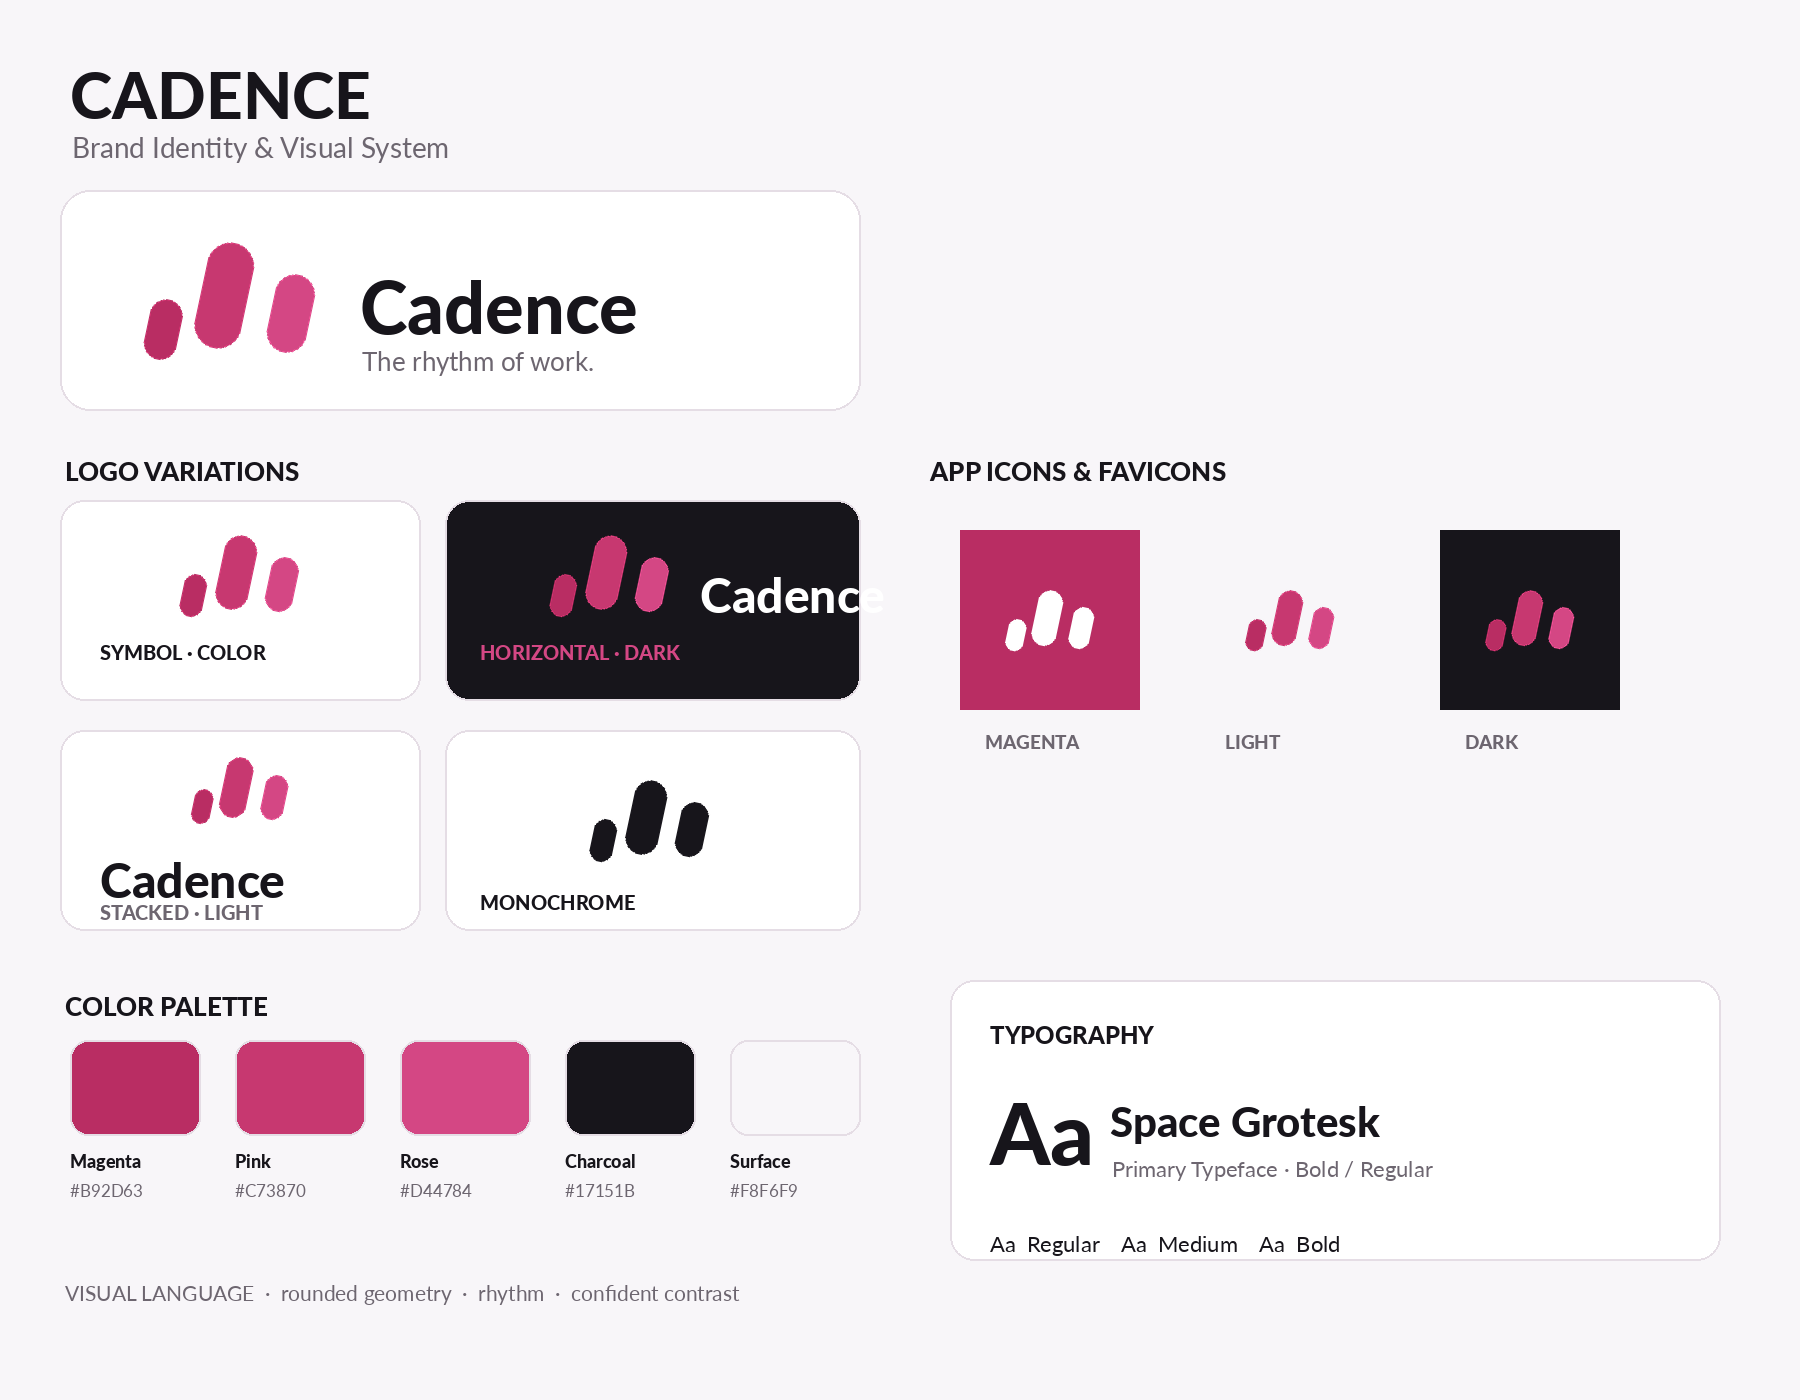 CADENCE
Brand Identity & Visual System
Cadence
The rhythm of work.
LOGO VARIATIONS
SYMBOL · COLOR
Cadence
HORIZONTAL · DARK
Cadence
STACKED · LIGHT
MONOCHROME
APP ICONS & FAVICONS
MAGENTA
LIGHT
DARK
COLOR PALETTE
Magenta
#B92D63
Pink
#C73870
Rose
#D44784
Charcoal
#17151B
Surface
#F8F6F9
TYPOGRAPHY
Aa
Space Grotesk
Primary Typeface · Bold / Regular
Aa Regular Aa Medium Aa Bold
VISUAL LANGUAGE · rounded geometry · rhythm · confident contrast